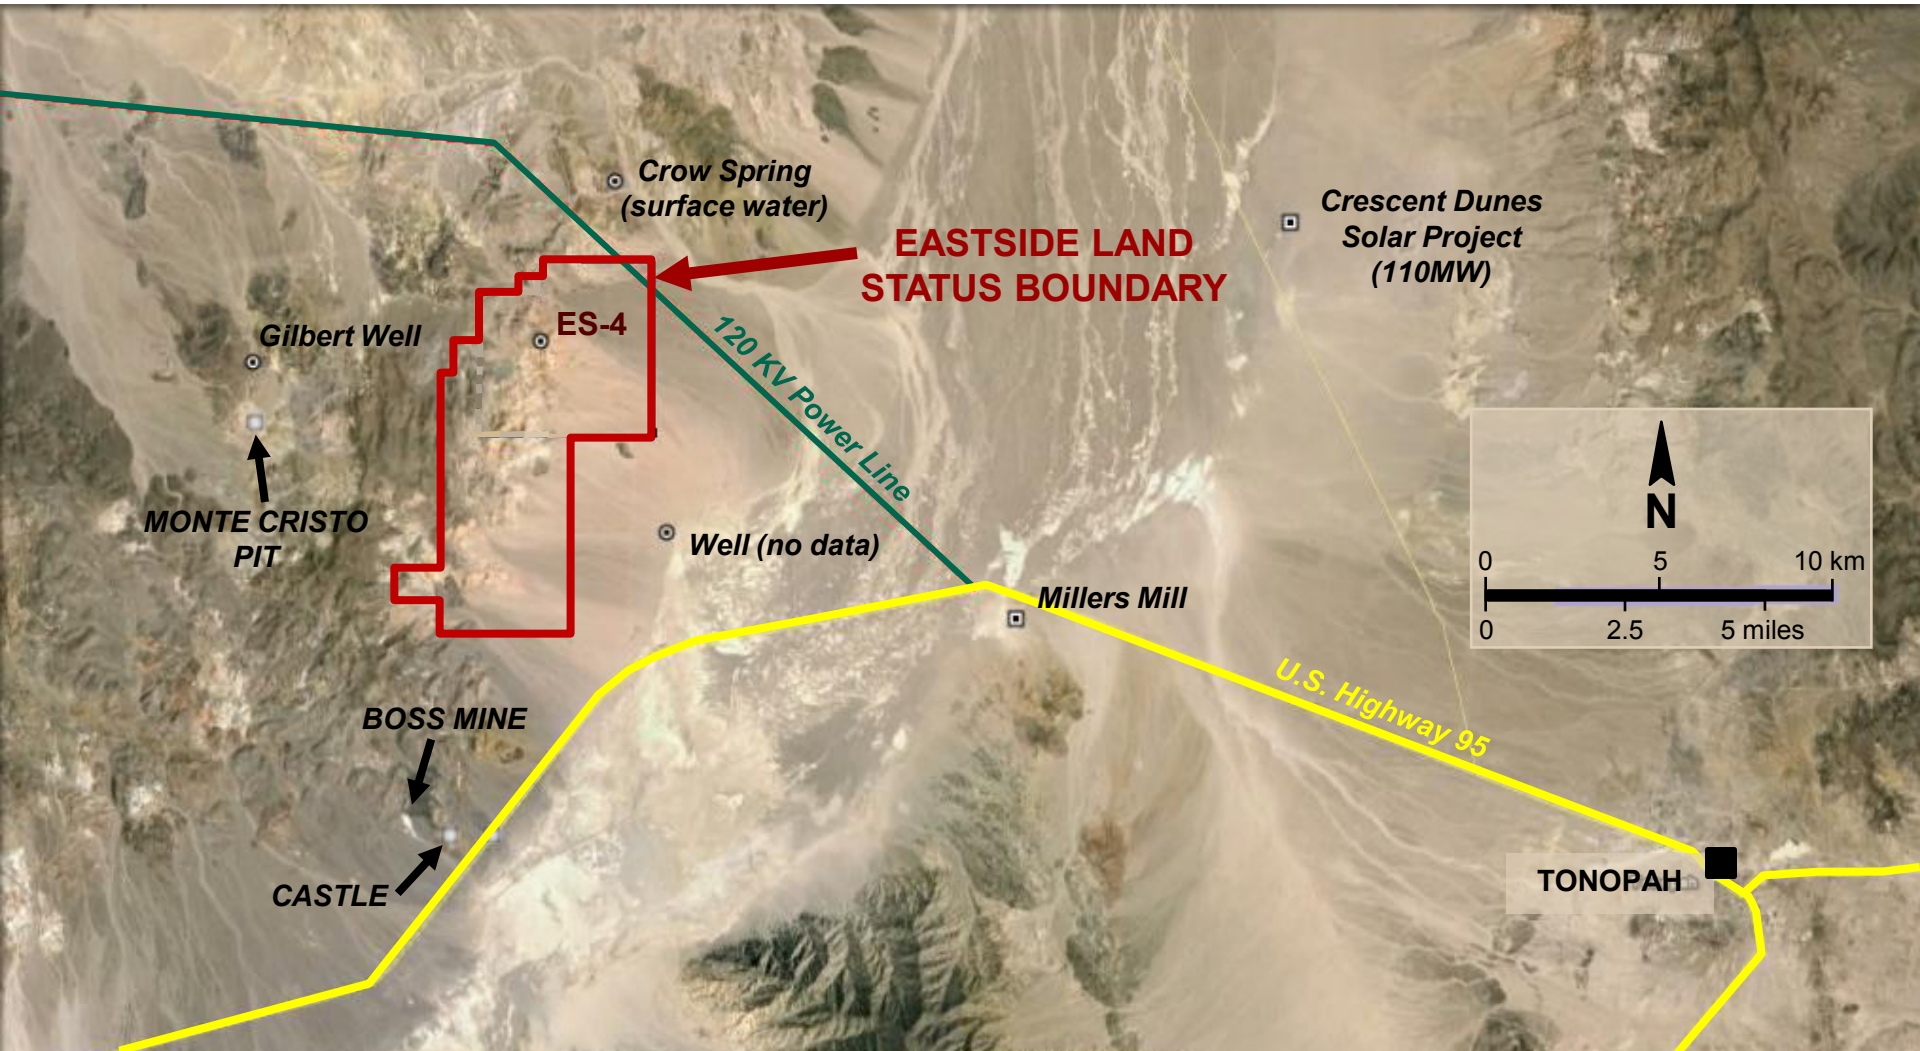 Crow Spring
(surface water)
EASTSIDE LAND
STATUS BOUNDARY
Crescent Dunes
Solar Project
(110MW)
ES-4
Gilbert Well
120 KV Power Line
MONTE CRISTO
PIT
Well (no data)
N
0 5 10 km
0 2.5 5 miles
Millers Mill
U.S. Highway 95
BOSS MINE
CASTLE
TONOPAH